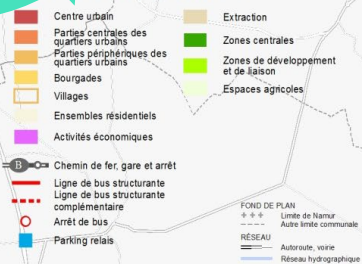 Centre urbain
Parties centrales des
quartiers urbains
Parties périphériques des
quartiers urbains
Bourgades
Villages
Ensembles résidentiels
Activités économiques
B
Chemin de fer, gare et arrêt
Ligne de bus structurante
Ligne de bus structurante
complémentaire
Arrêt de bus
Parking relais
Extraction
Zones centrales
Zones de développement
et de liaison
Espaces agricoles
FOND DE PLAN
Limite de Namur
Autre limite communale
RÉSEAU
Autoroute, voirie
Réseau hydrographique